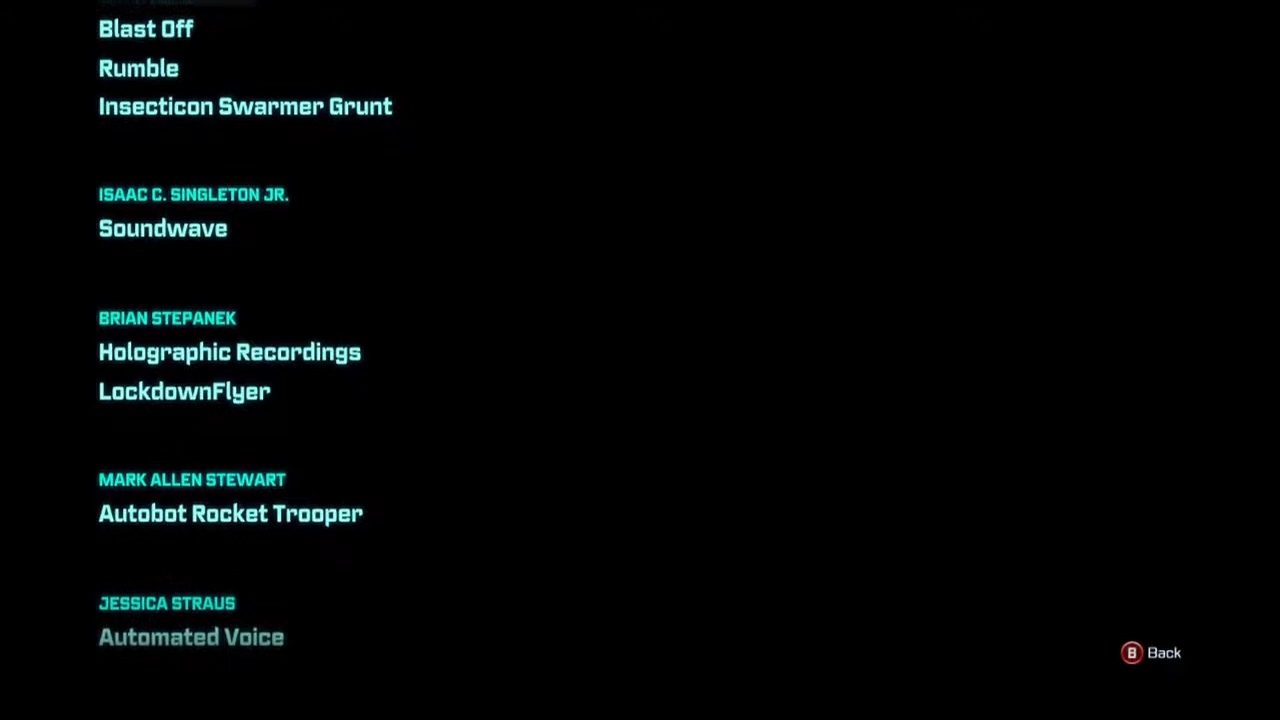 Blast Off
Rumble
Insecticon Swarmer Grunt
ISAAC C. SINGLETON JR.
Soundwave
BRIAN STEPANEK
Holographic Recordings
LockdownFlyer
MARK ALLEN STEWART
Autobot Rocket Trooper
JESSICA STRAUS
Automated Voice
B Back